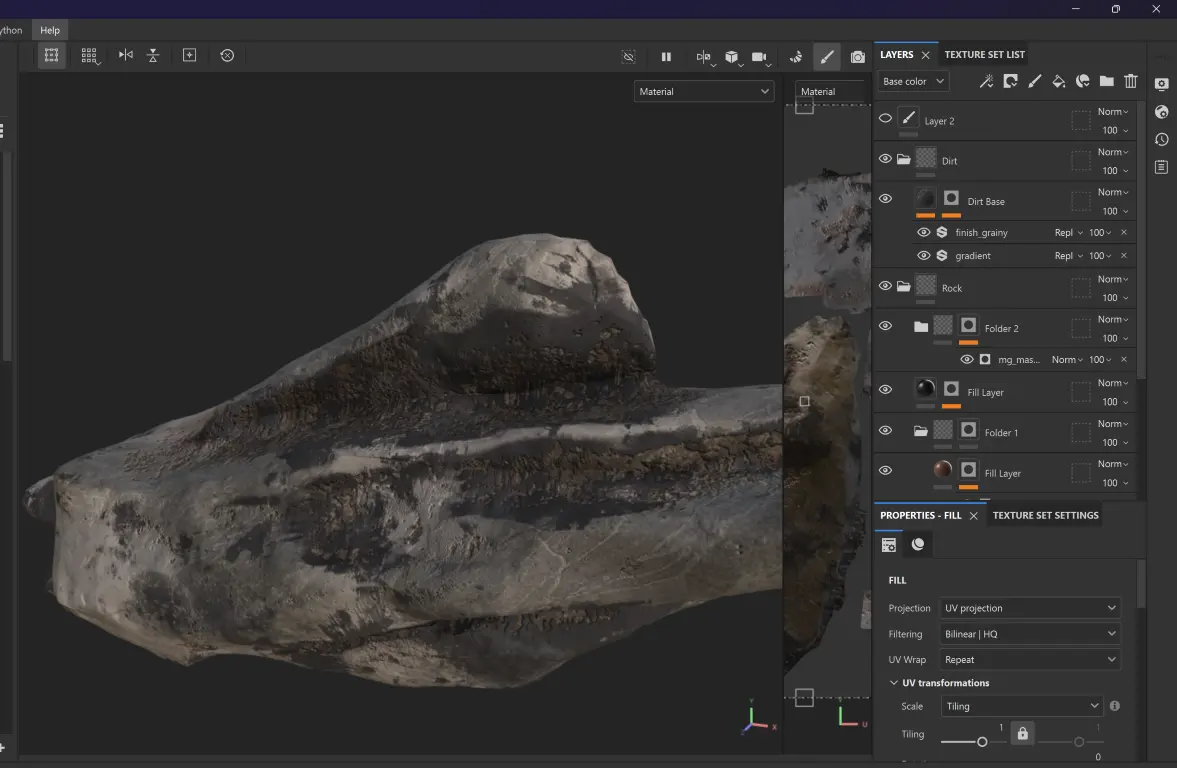 ython Help
LAYERS TEXTURE SET LIST
Base color
Material
Material
Layer 2 Norm 100
Dirt Norm 100
Dirt Base Norm 100
finish_grainy Repl 100
gradient Repl 100
Rock Norm 100
Folder 2 Norm 100
mg_mas... Norm 100
Fill Layer Norm 100
Folder 1 Norm 100
Fill Layer Norm 100
PROPERTIES - FILL TEXTURE SET SETTINGS
FILL
Projection UV projection
Filtering Bilinear | HQ
UV Wrap Repeat
UV transformations
Scale Tiling
Tiling 1 1
0
Y X
U